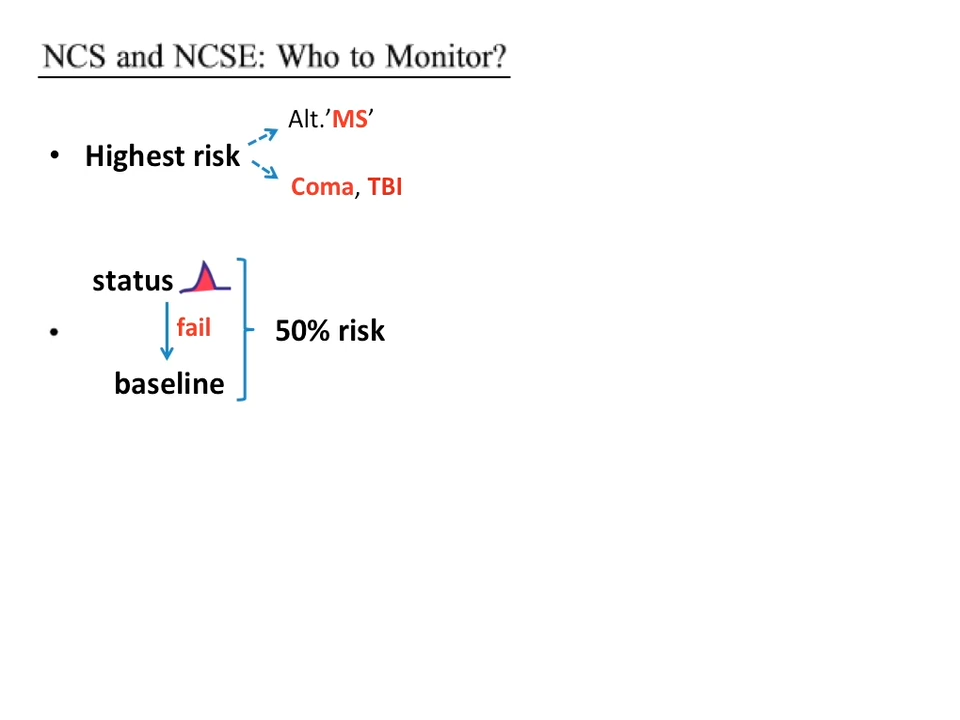 NCS and NCSE: Who to Monitor?
Alt.’MS’
• Highest risk
Coma, TBI
status
fail
• 50% risk
baseline